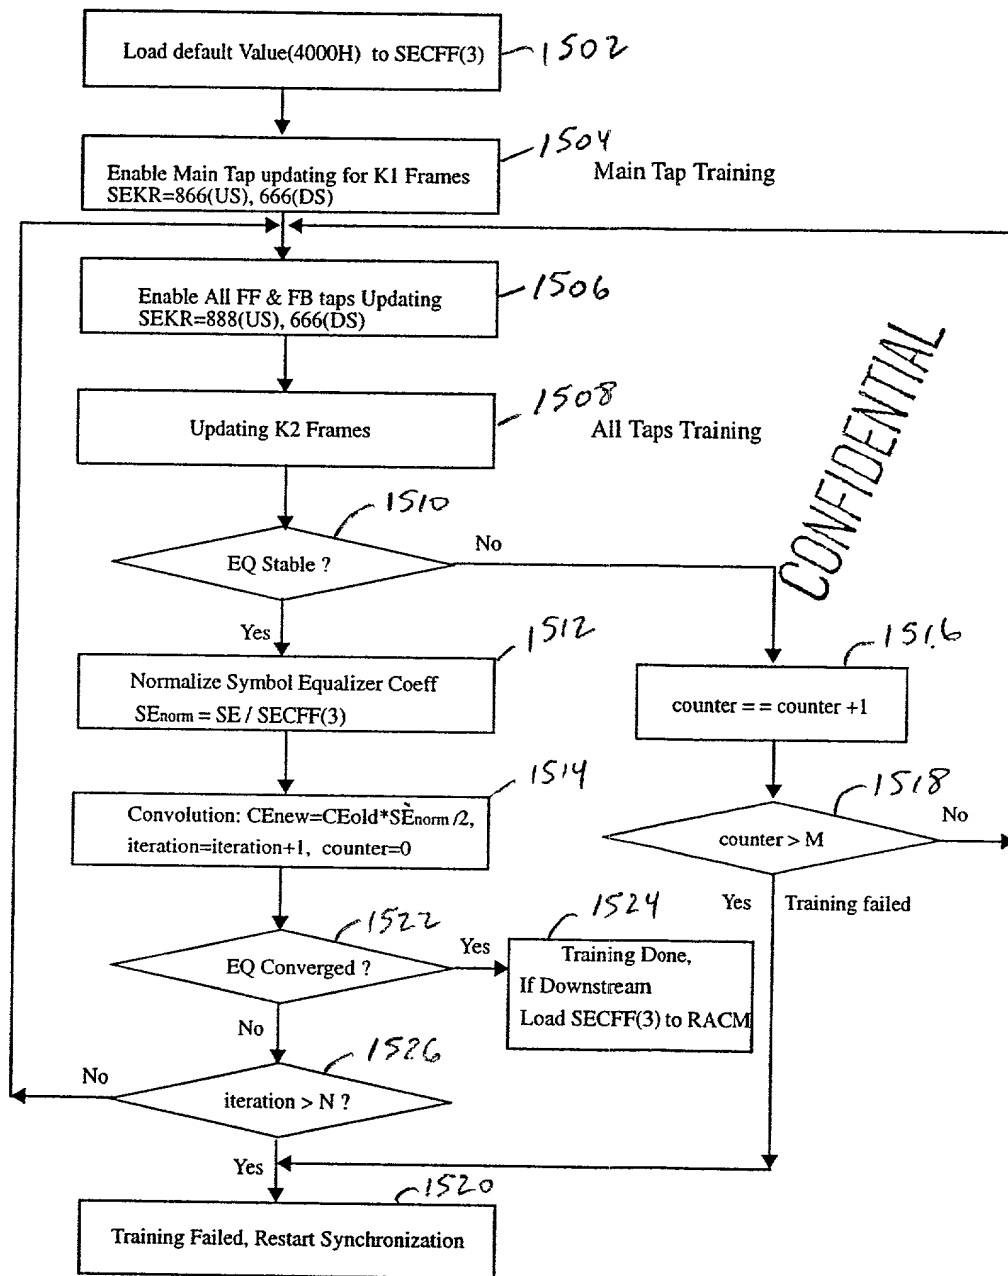 Load default Value(4000H) to SECFF(3)
1502
Enable Main Tap updating for K1 Frames
SEKR=866(US), 666(DS)
1504
Main Tap Training
Enable All FF & FB taps Updating
SEKR=888(US), 666(DS)
1506
Updating K2 Frames
1508
All Taps Training
CONFIDENTIAL
EQ Stable ?
1510
No
Yes
Normalize Symbol Equalizer Coeff
SEnorm = SE / SECFF(3)
1512
counter = = counter +1
1516
Convolution: CEnew=CEold*SÈnorm /2,
iteration=iteration+1, counter=0
1514
counter > M
1518
No
Yes
Training failed
EQ Converged ?
1522
Yes
Training Done,
If Downstream
Load SECFF(3) to RACM
1524
No
iteration > N ?
1526
No
Yes
Training Failed, Restart Synchronization
1520